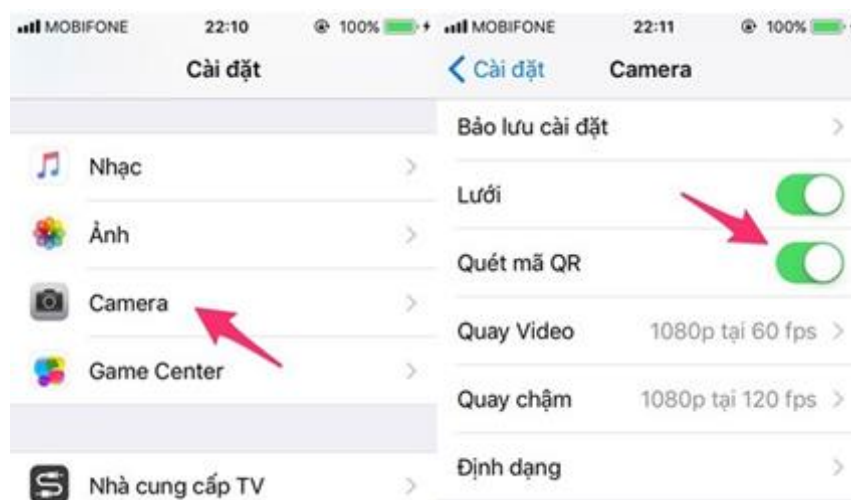 MOBIFONE 22:10 100%
Cài đặt
Nhạc
Ảnh
Camera
Game Center
Nhà cung cấp TV
MOBIFONE 22:11 100%
Cài đặt Camera
Bảo lưu cài đặt
Lưới
Quét mã QR
Quay Video 1080p tại 60 fps
Quay chậm 1080p tại 120 fps
Định dạng